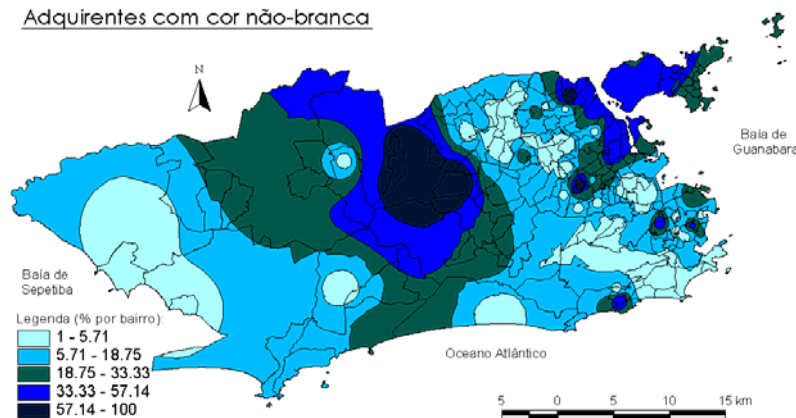 Adquirentes com cor não-branca
N
Baía de
Guanabara
Baía de
Sepetiba
Legenda (% por bairro):
1 - 5.71
5.71 - 18.75
18.75 - 33.33
33.33 - 57.14
57.14 - 100
Oceano Atlântico
5 0 5 10 15 km